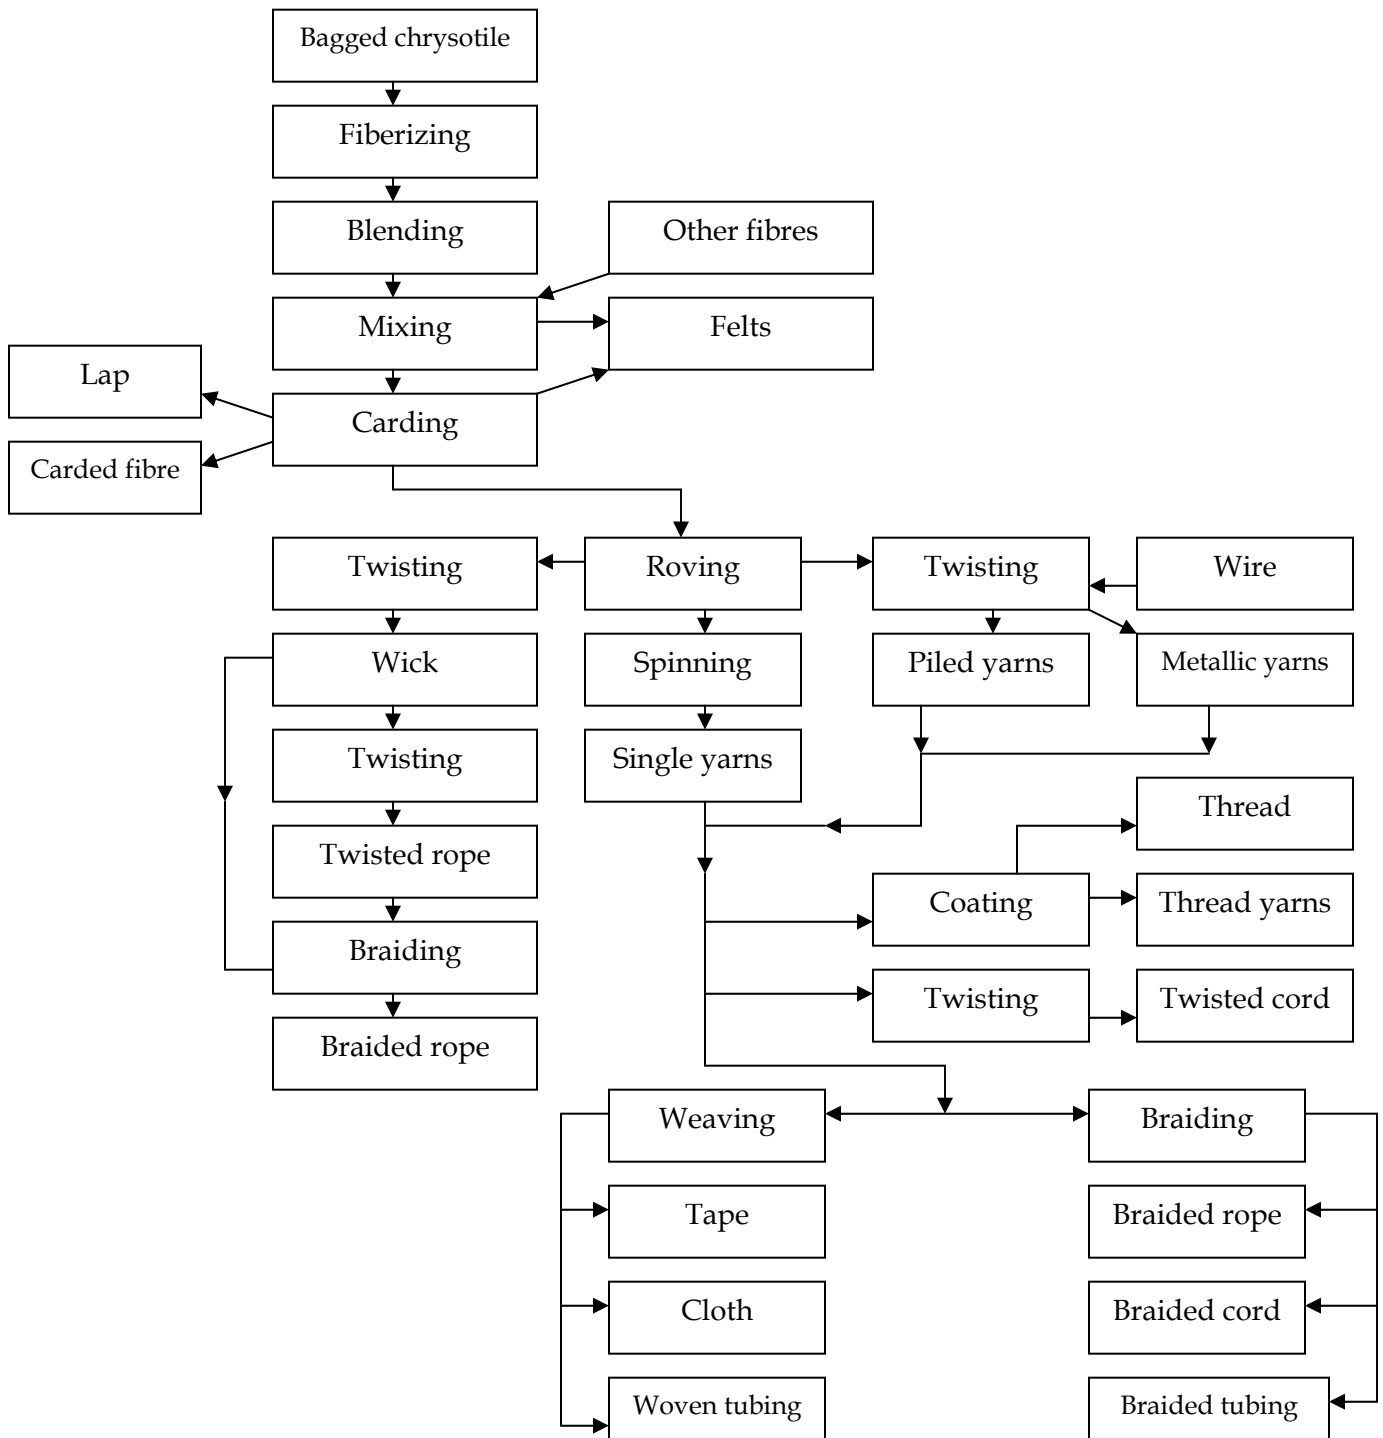 Bagged chrysotile
Fiberizing
Blending
Other fibres
Mixing
Felts
Lap
Carding
Carded fibre
Twisting
Roving
Twisting
Wire
Wick
Spinning
Piled yarns
Metallic yarns
Twisting
Single yarns
Thread
Twisted rope
Coating
Thread yarns
Braiding
Twisting
Twisted cord
Braided rope
Weaving
Braiding
Tape
Braided rope
Cloth
Braided cord
Woven tubing
Braided tubing